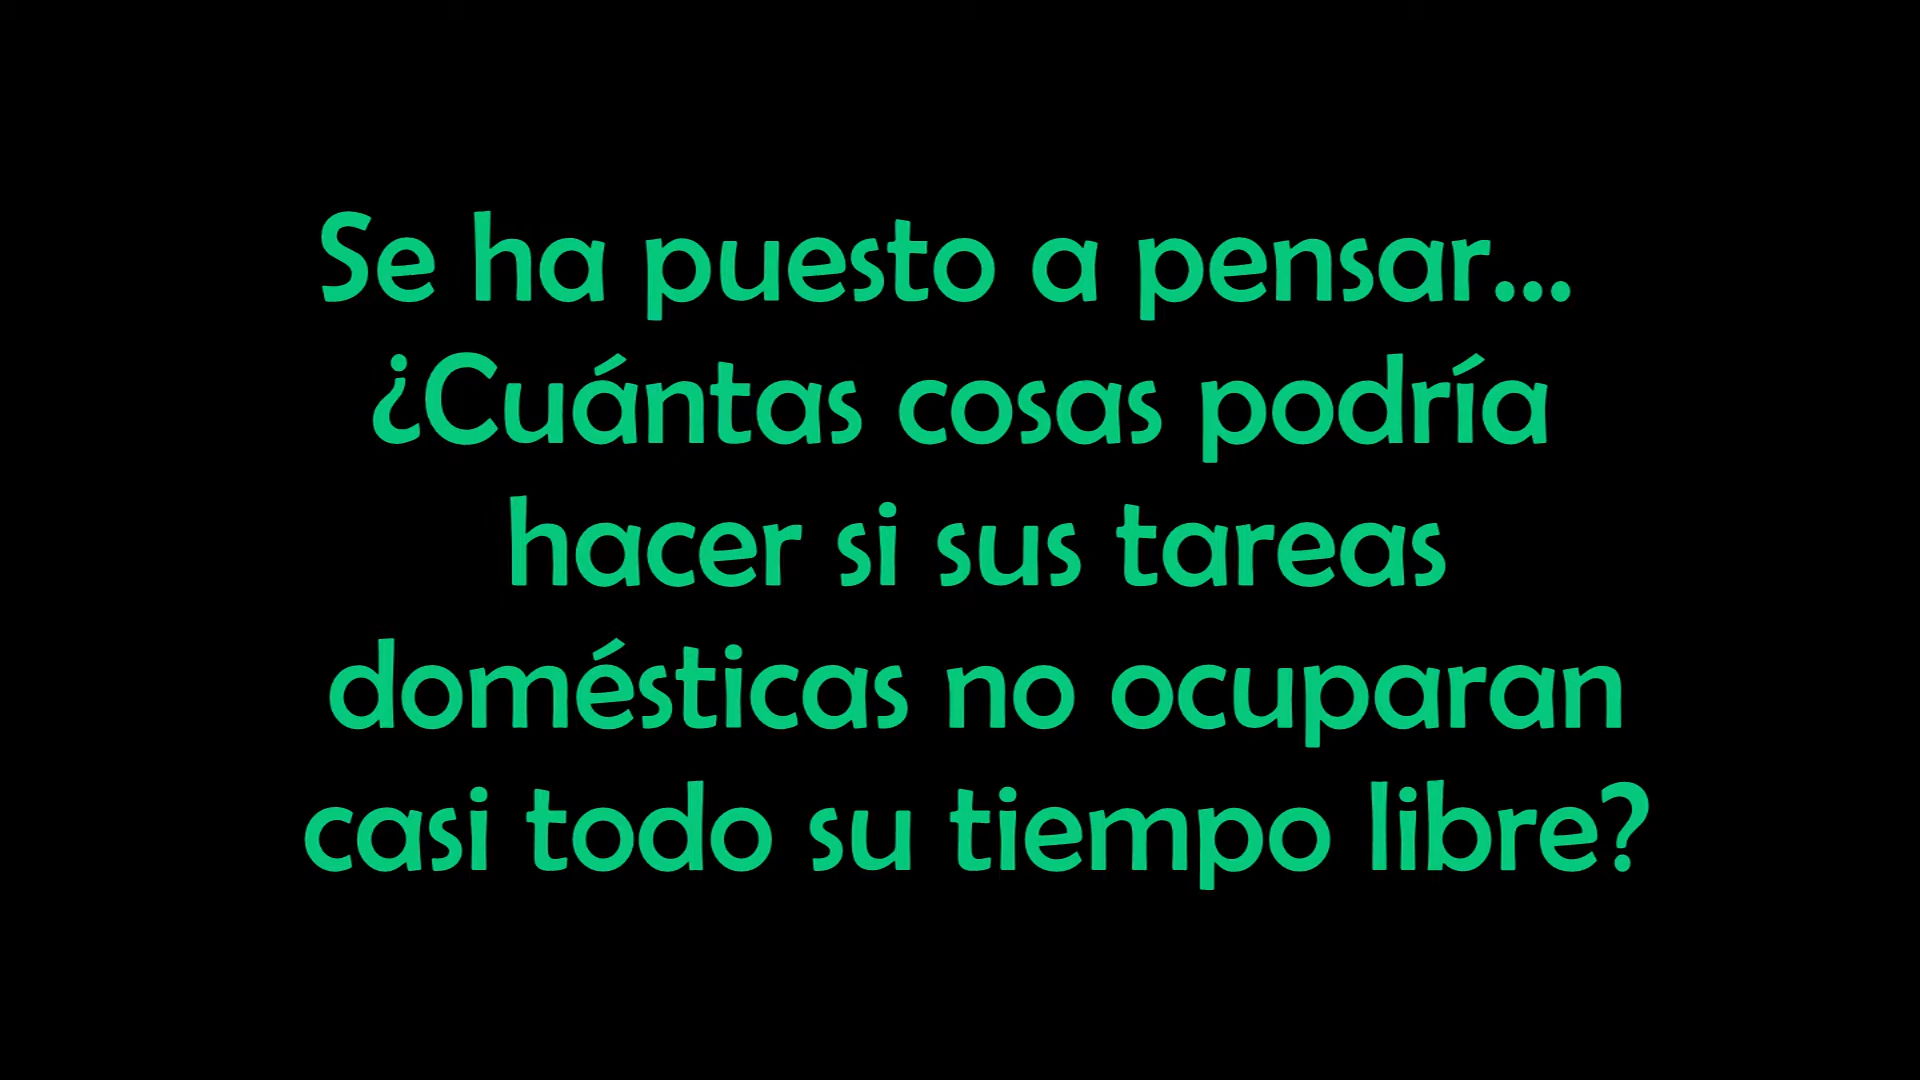 Se ha puesto a pensar...
¿Cuántas cosas podría
hacer si sus tareas
domésticas no ocuparan
casi todo su tiempo libre?